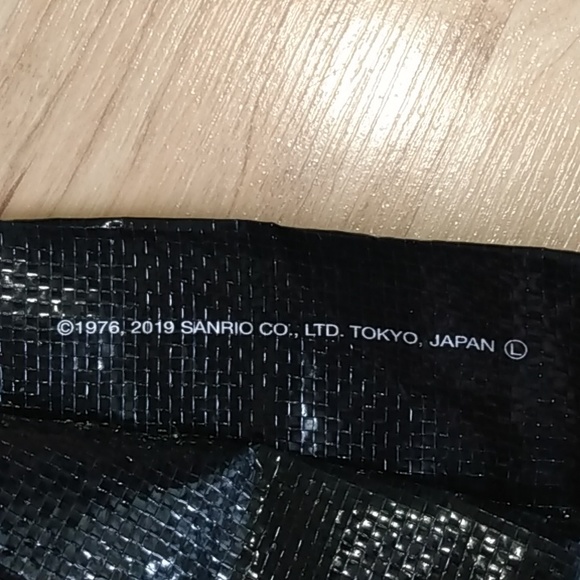 ©1976, 2019 SANRIO CO., LTD. TOKYO, JAPAN Ⓛ